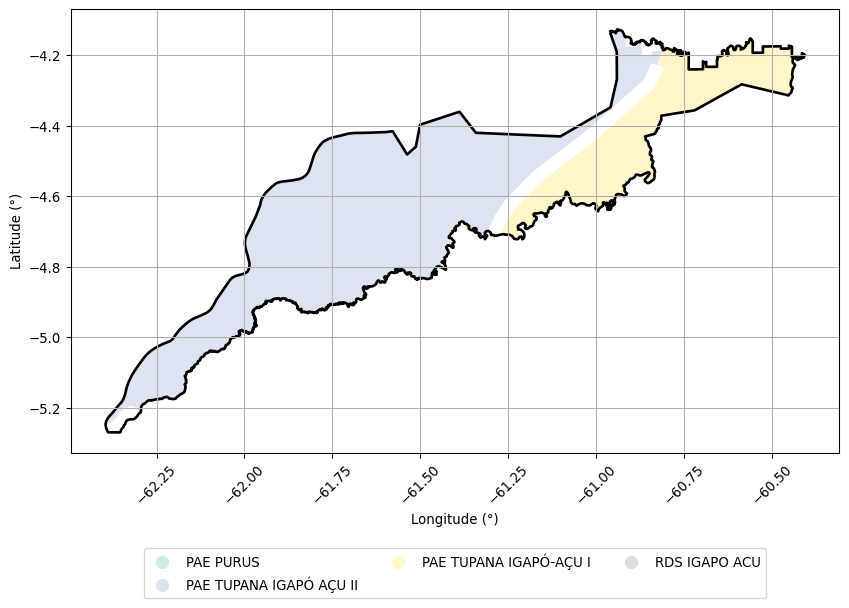 −4.2
−4.4
−4.6
−4.8
−5.0
−5.2
Latitude (°)
−62.25
−62.00
−61.75
−61.50
−61.25
−61.00
−60.75
−60.50
Longitude (°)
PAE PURUS
PAE TUPANA IGAPÓ AÇU II
PAE TUPANA IGAPÓ-AÇU I
RDS IGAPO ACU